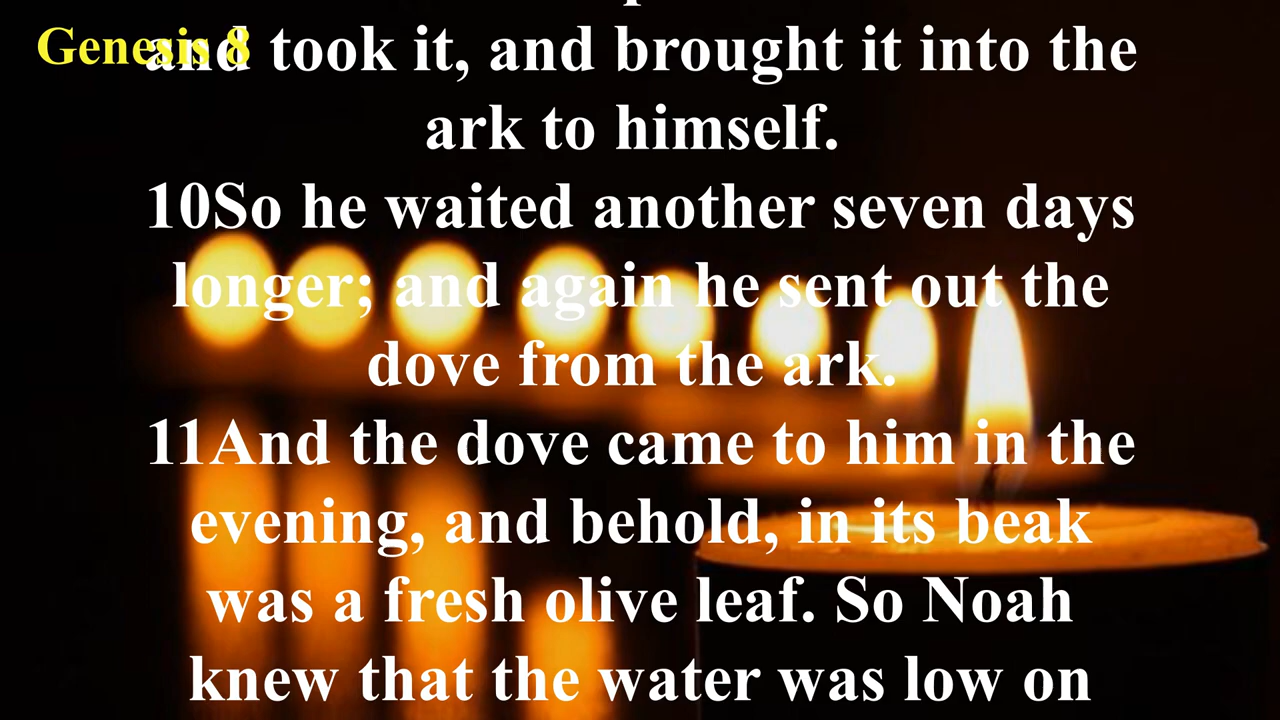 Genesis 8
and took it, and brought it into the
ark to himself.
10So he waited another seven days
longer; and again he sent out the
dove from the ark.
11And the dove came to him in the
evening, and behold, in its beak
was a fresh olive leaf. So Noah
knew that the water was low on